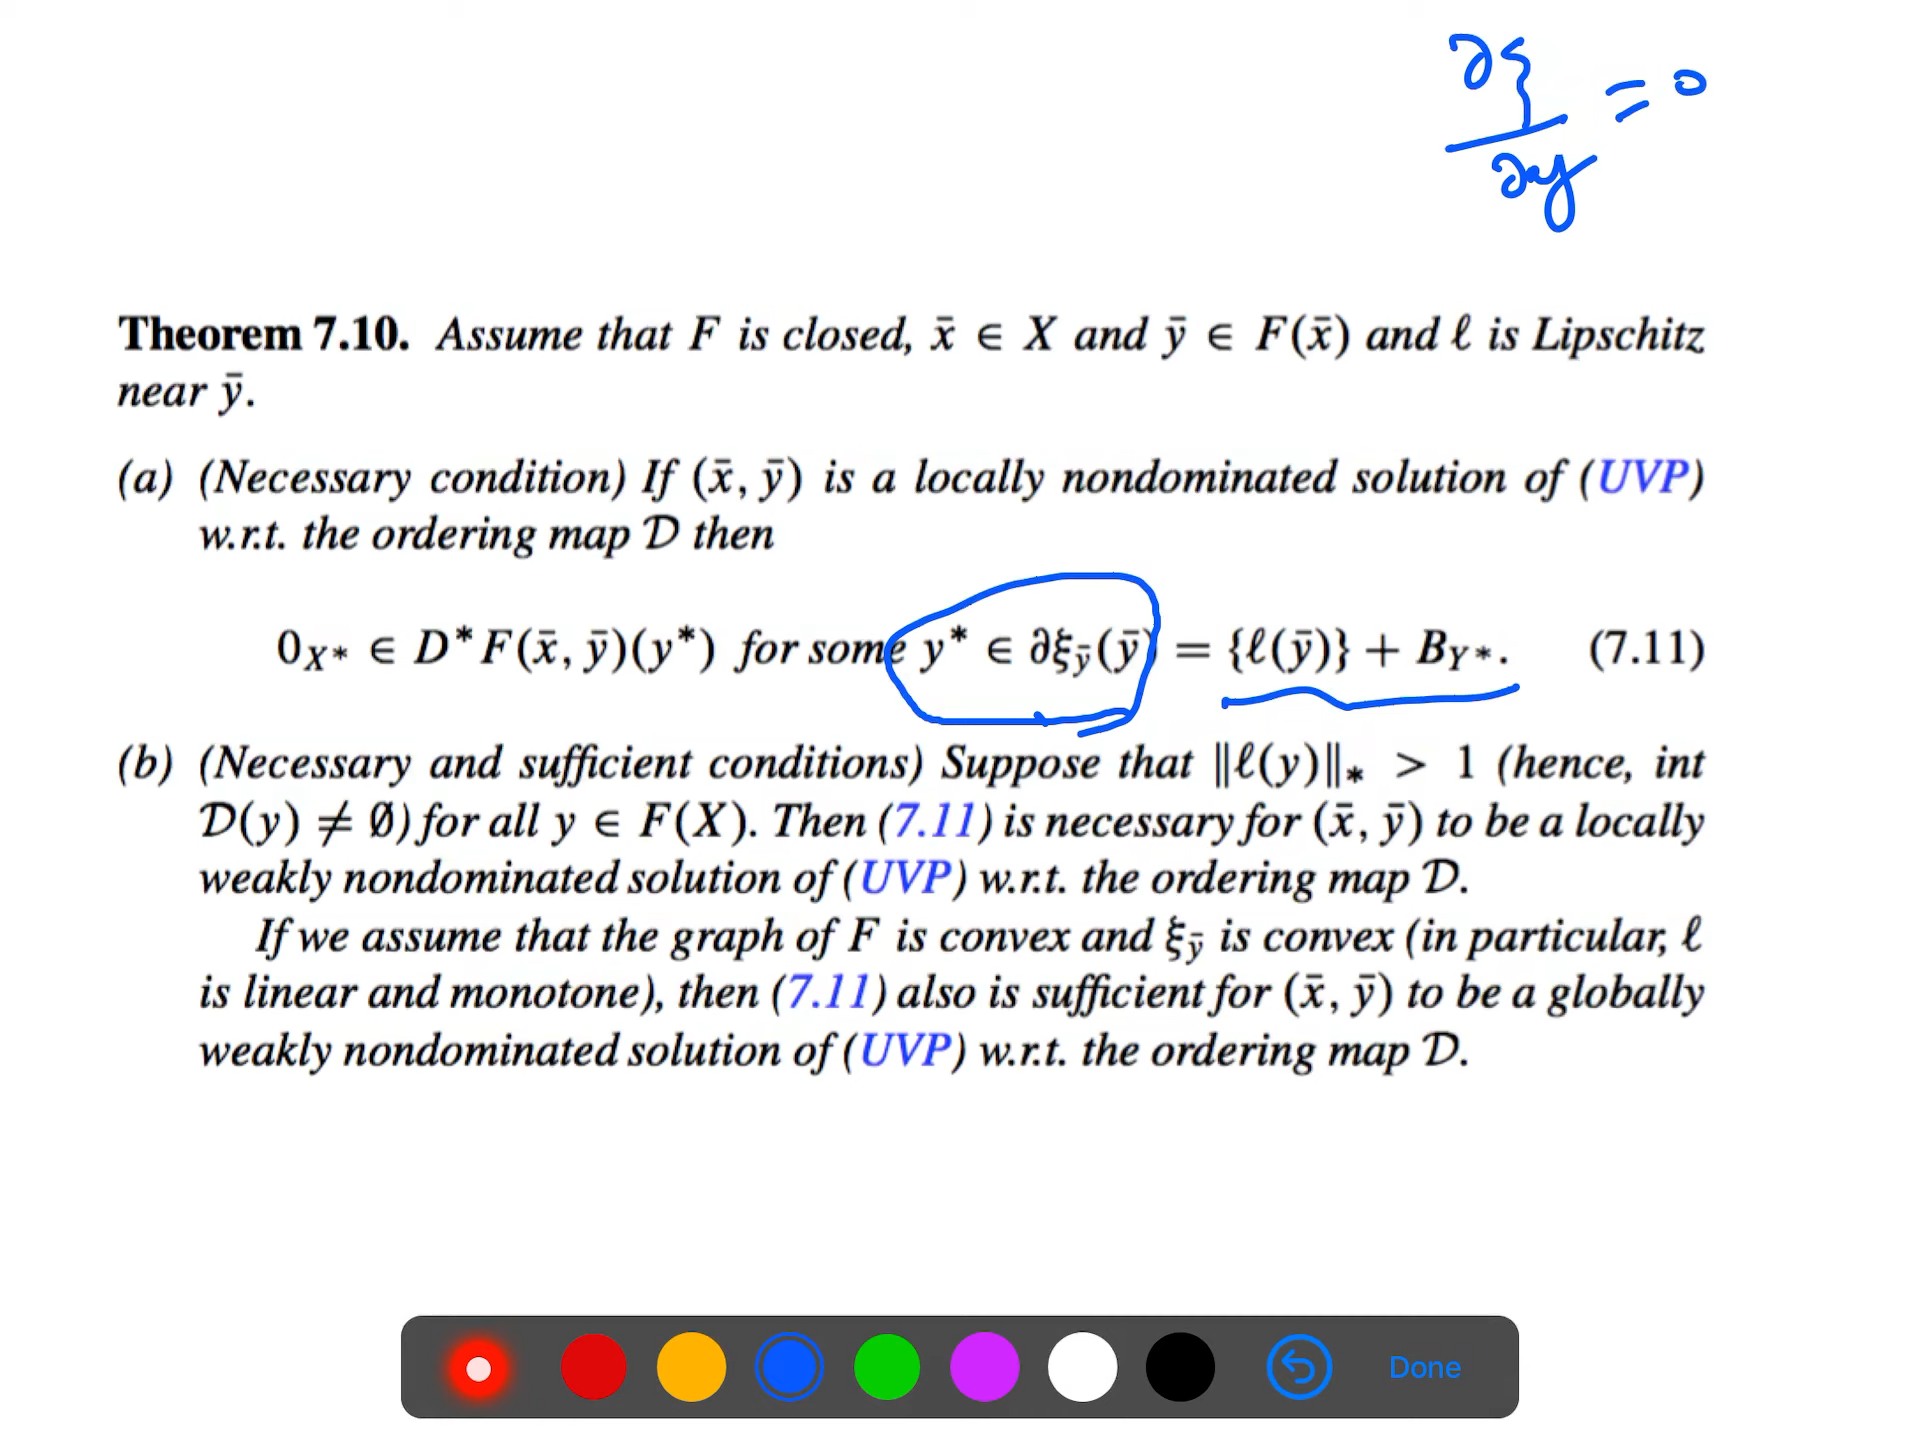 ∂ξ/∂y = 0
Theorem 7.10. Assume that F is closed, x̄ ∈ X and ȳ ∈ F(x̄) and ℓ is Lipschitz
near ȳ.
(a) (Necessary condition) If (x̄, ȳ) is a locally nondominated solution of (UVP)
w.r.t. the ordering map 𝒟 then
0_{X*} ∈ D*F(x̄, ȳ)(y*) for some y* ∈ ∂ξ_ȳ(ȳ) = {ℓ(ȳ)} + B_{Y*}. (7.11)
(b) (Necessary and sufficient conditions) Suppose that ‖ℓ(y)‖_* > 1 (hence, int
𝒟(y) ≠ ∅) for all y ∈ F(X). Then (7.11) is necessary for (x̄, ȳ) to be a locally
weakly nondominated solution of (UVP) w.r.t. the ordering map 𝒟.
If we assume that the graph of F is convex and ξ_ȳ is convex (in particular, ℓ
is linear and monotone), then (7.11) also is sufficient for (x̄, ȳ) to be a globally
weakly nondominated solution of (UVP) w.r.t. the ordering map 𝒟.
Done